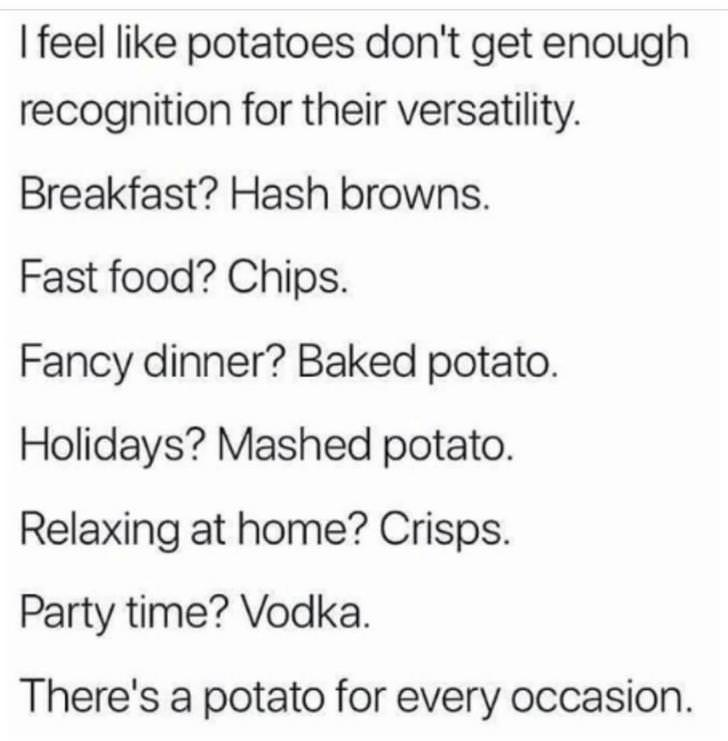 I feel like potatoes don't get enough
recognition for their versatility.
Breakfast? Hash browns.
Fast food? Chips.
Fancy dinner? Baked potato.
Holidays? Mashed potato.
Relaxing at home? Crisps.
Party time? Vodka.
There's a potato for every occasion.